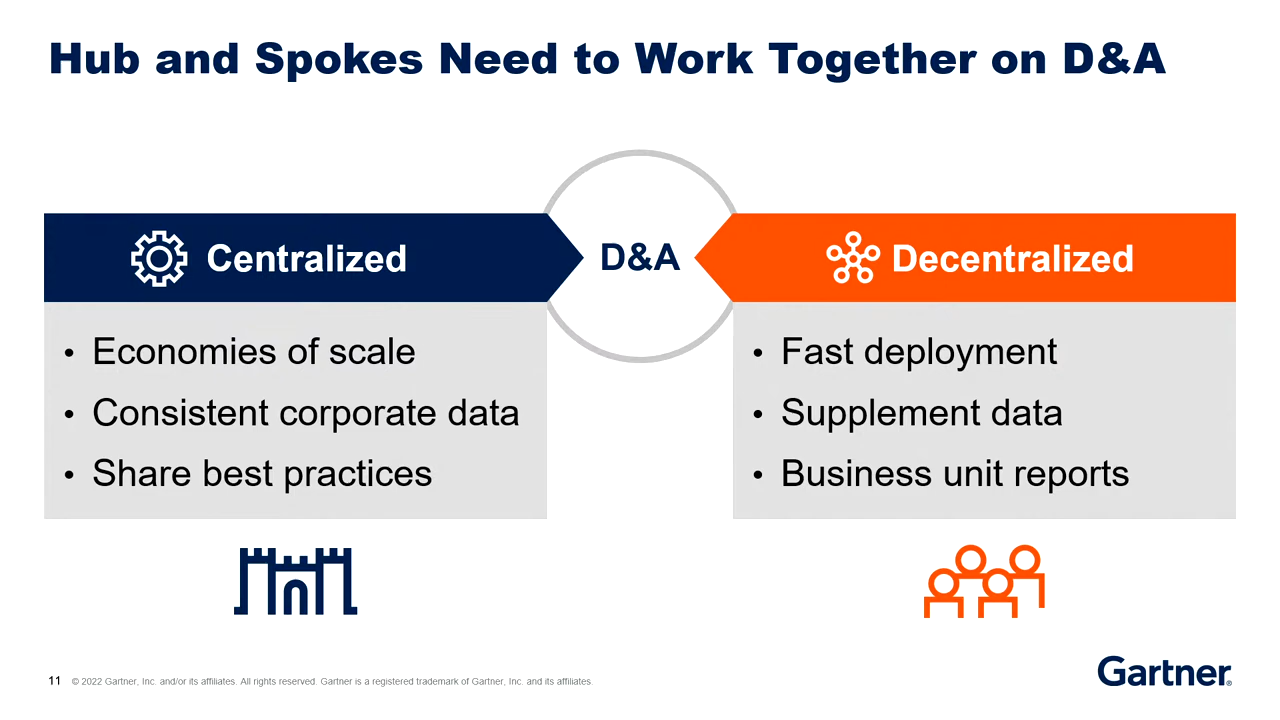 Hub and Spokes Need to Work Together on D&A
Centralized
D&A
Decentralized
• Economies of scale
• Consistent corporate data
• Share best practices
• Fast deployment
• Supplement data
• Business unit reports
11 © 2022 Gartner, Inc. and/or its affiliates. All rights reserved. Gartner is a registered trademark of Gartner, Inc. and its affiliates.
Gartner®